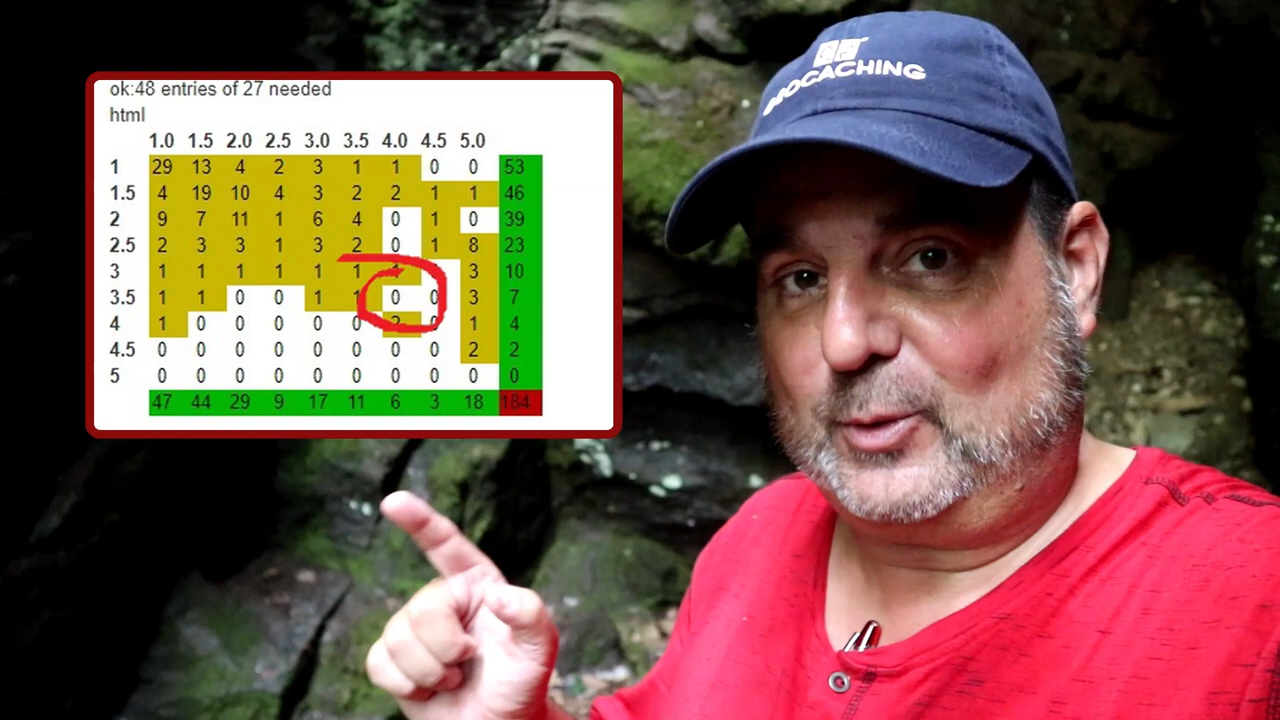 ok:48 entries of 27 needed
html
1.0 1.5 2.0 2.5 3.0 3.5 4.0 4.5 5.0
1 29 13 4 2 3 1 1 0 0 53
1.5 4 19 10 4 3 2 2 1 1 46
2 9 7 11 1 6 4 0 1 0 39
2.5 2 3 3 1 3 2 0 1 8 23
3 1 1 1 1 1 1 1 3 10
3.5 1 1 0 0 1 1 0 0 3 7
4 1 0 0 0 0 0 2 0 1 4
4.5 0 0 0 0 0 0 0 0 2 2
5 0 0 0 0 0 0 0 0 0 0
47 44 29 9 17 11 6 3 18 184
GEOCACHING